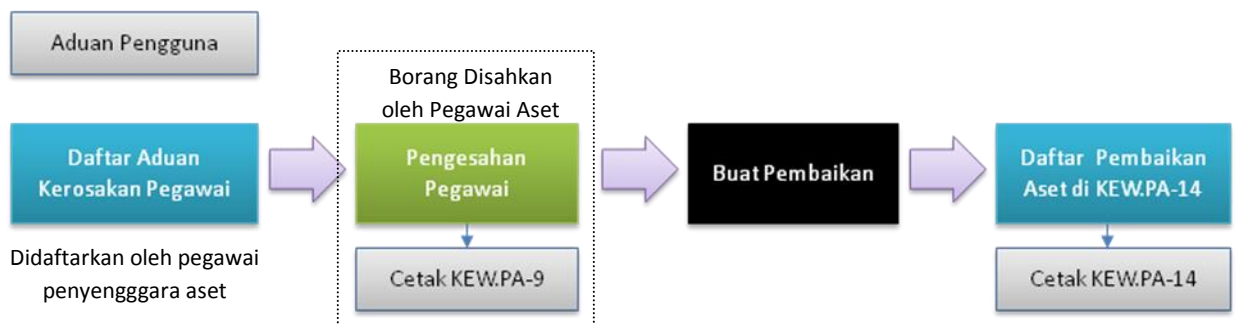 Aduan Pengguna
Borang Disahkan
oleh Pegawai Aset
Daftar Aduan
Kerosakan Pegawai
Pengesahan
Pegawai
Buat Pembaikan
Daftar Pembaikan
Aset di KEW.PA-14
Didaftarkan oleh pegawai
penyengggara aset
Cetak KEW.PA-9
Cetak KEW.PA-14